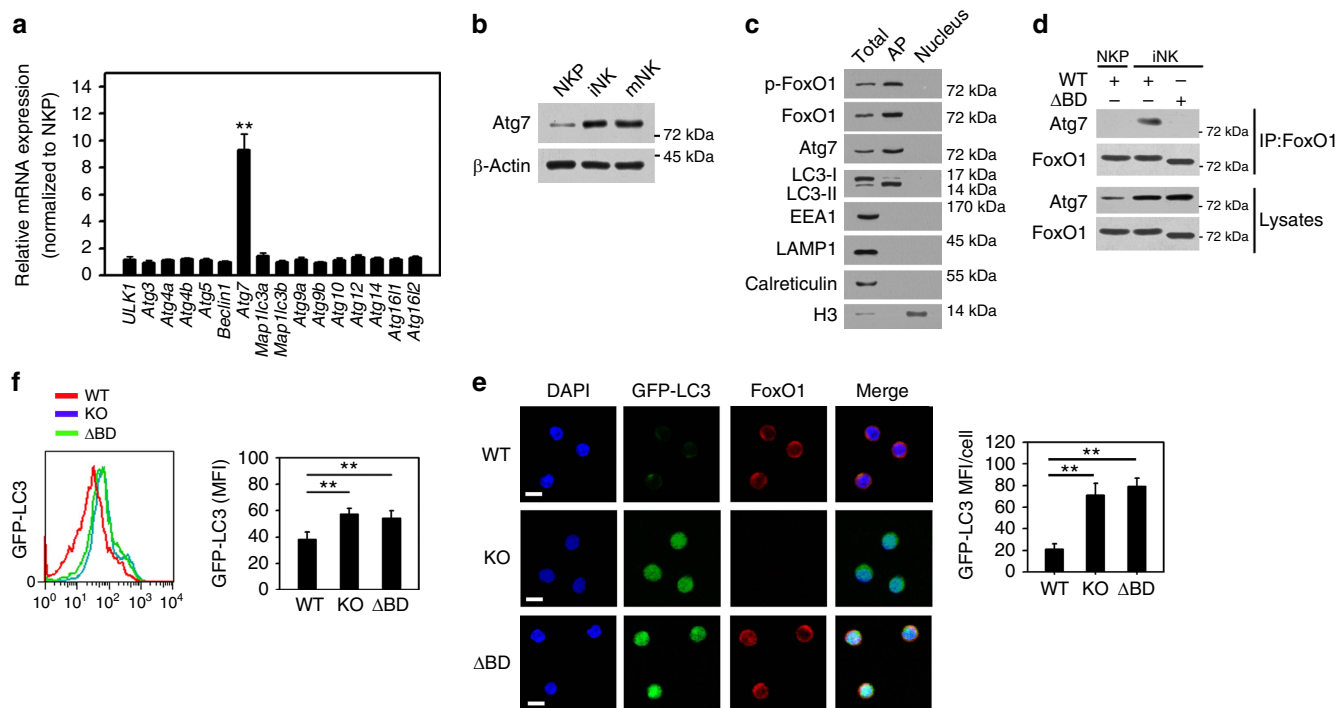 a
Relative mRNA expression
(normalized to NKP)
14
12
10
8
6
4
2
0
**
ULK1
Atg3
Atg4a
Atg4b
Atg5
Beclin1
Atg7
Map1lc3a
Map1lc3b
Atg9a
Atg9b
Atg10
Atg12
Atg14
Atg16l1
Atg16l2
b
NKP iNK mNK
Atg7
72 kDa
45 kDa
β-Actin
c
Total AP Nucleus
p-FoxO1 72 kDa
FoxO1 72 kDa
Atg7 72 kDa
LC3-I 17 kDa
LC3-II 14 kDa
170 kDa
EEA1
LAMP1 45 kDa
Calreticulin 55 kDa
H3 14 kDa
d
NKP iNK
WT + + –
ΔBD – – +
Atg7 72 kDa
FoxO1 72 kDa
IP:FoxO1
Atg7 72 kDa
FoxO1 72 kDa
Lysates
f
WT
KO
ΔBD
GFP-LC3
0
10⁰ 10¹ 10² 10³ 10⁴
GFP-LC3 (MFI)
100
80
60
40
20
0
**
**
WT KO ΔBD
e
DAPI GFP-LC3 FoxO1 Merge
WT
KO
ΔBD
GFP-LC3 MFI/cell
120
100
80
60
40
20
0
**
**
WT KO ΔBD